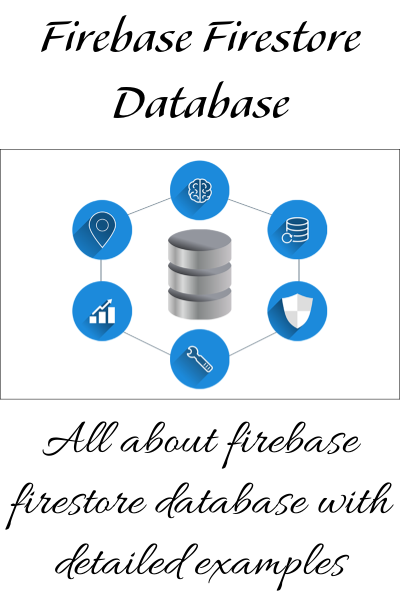 Firebase Firestore
Database
All about firebase
firestore database with
detailed examples